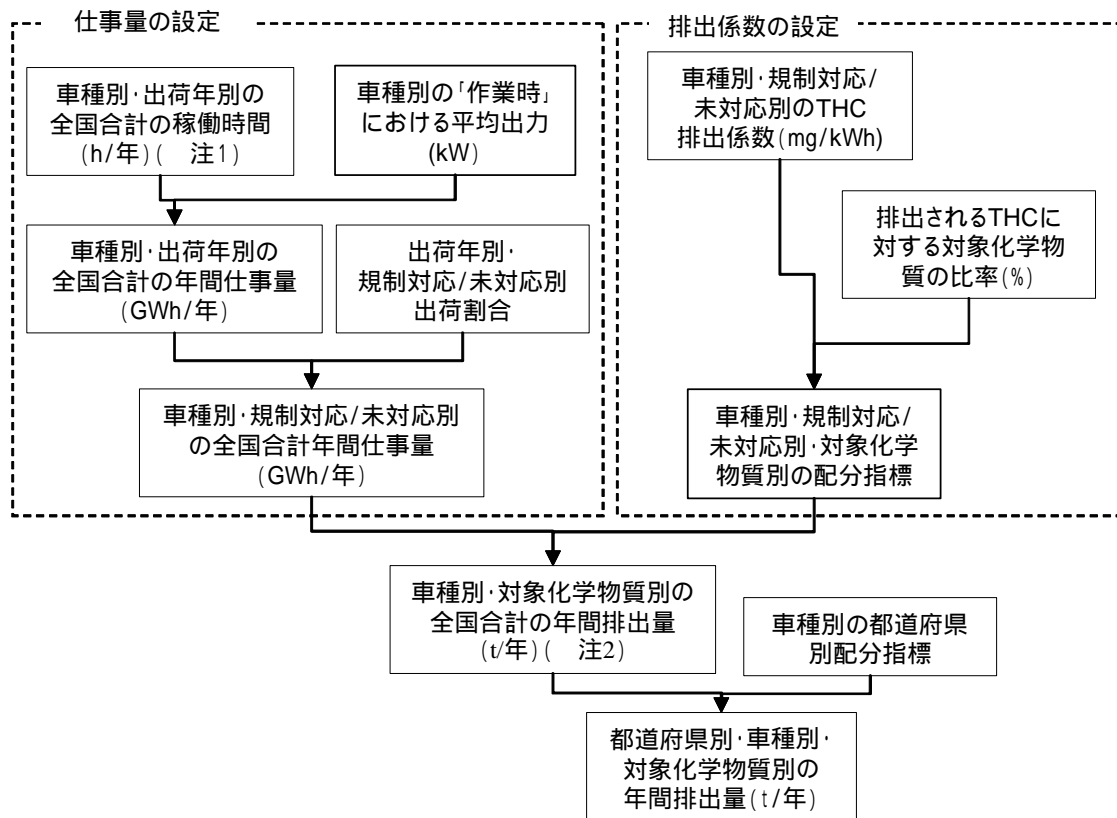 仕事量の設定
車種別・出荷年別の
全国合計の稼働時間
(h/年)( 注1)
車種別の｢作業時｣
における平均出力
(kW)
車種別・出荷年別の
全国合計の年間仕事量
(GWh/年)
出荷年別・
規制対応/未対応別
出荷割合
車種別・規制対応/未対応別
の全国合計年間仕事量
(GWh/年)
排出係数の設定
車種別・規制対応/
未対応別のTHC
排出係数(mg/kWh)
排出されるTHCに
対する対象化学物
質の比率(%)
車種別・規制対応/
未対応別・対象化学
物質別の配分指標
車種別・対象化学物質別の
全国合計の年間排出量
(t/年)( 注2)
車種別の都道府県
別配分指標
都道府県別・車種別・
対象化学物質別の
年間排出量(t/年)